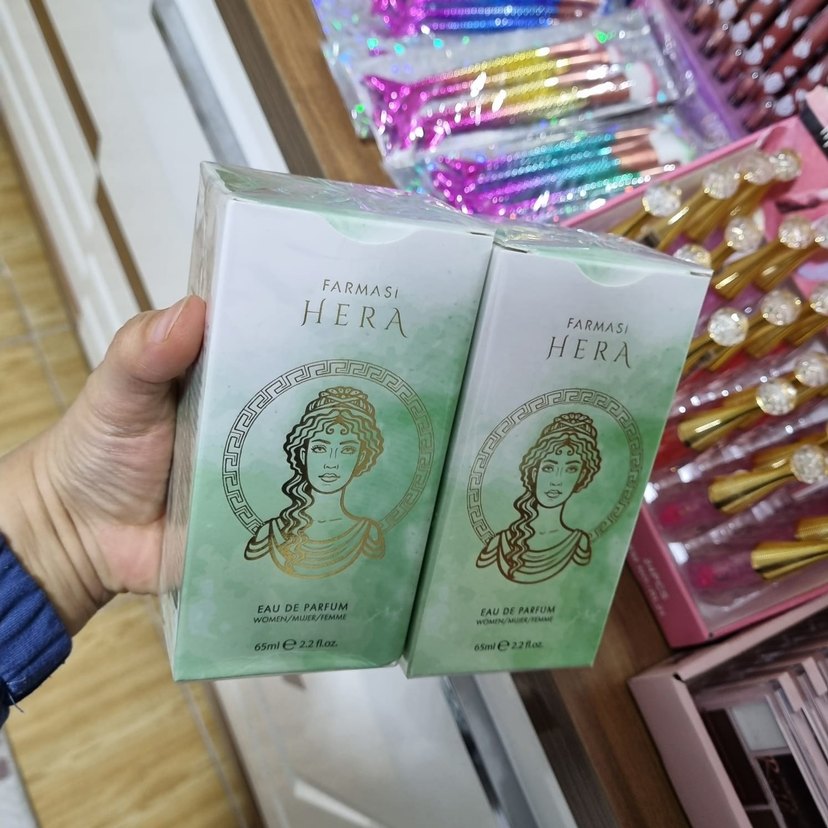 FARMASI
HERA
EAU DE PARFUM
WOMEN/MUJER/FEMME
65ml ℮ 2.2 fl.oz.
FARMASI
HERA
EAU DE PARFUM
WOMEN/MUJER/FEMME
65ml ℮ 2.2 fl.oz.